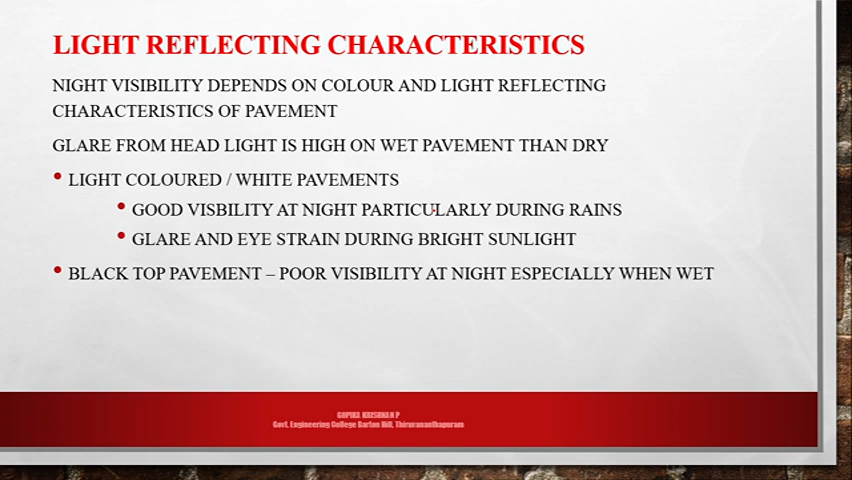 LIGHT REFLECTING CHARACTERISTICS
NIGHT VISIBILITY DEPENDS ON COLOUR AND LIGHT REFLECTING
CHARACTERISTICS OF PAVEMENT
GLARE FROM HEAD LIGHT IS HIGH ON WET PAVEMENT THAN DRY
• LIGHT COLOURED / WHITE PAVEMENTS
• GOOD VISBILITY AT NIGHT PARTICULARLY DURING RAINS
• GLARE AND EYE STRAIN DURING BRIGHT SUNLIGHT
• BLACK TOP PAVEMENT – POOR VISIBILITY AT NIGHT ESPECIALLY WHEN WET
GOPIKA KRISHNAN P
Govt. Engineering College Barton Hill, Thiruvananthapuram